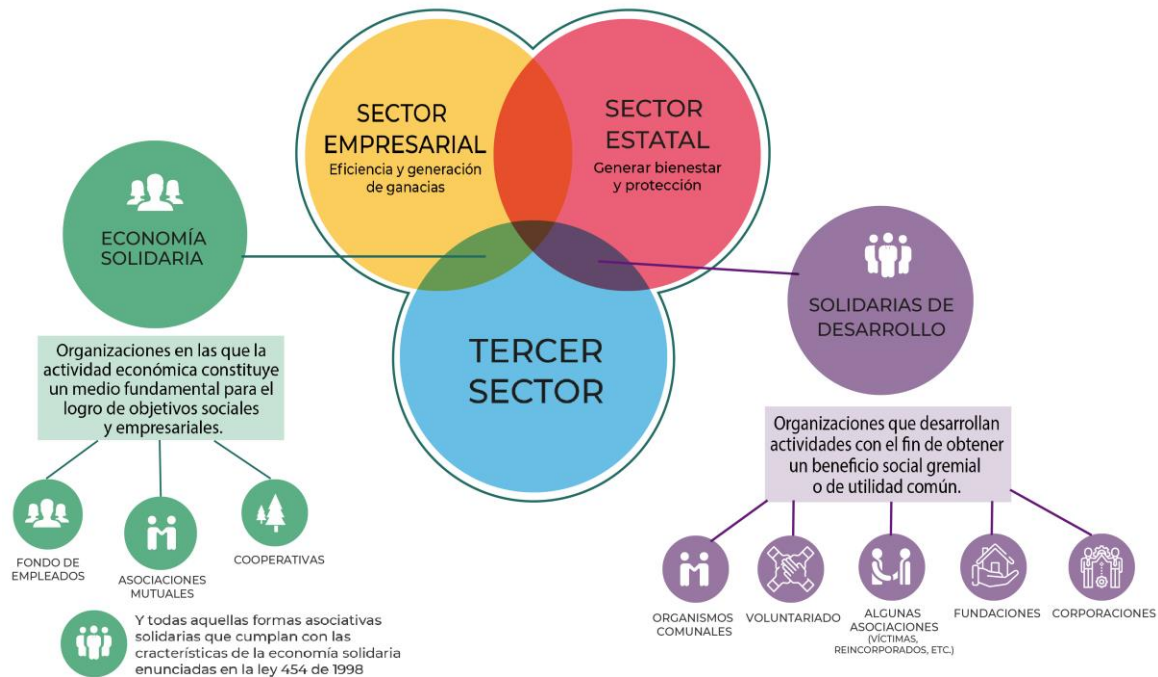 SECTOR
EMPRESARIAL
Eficiencia y generación
de ganacias
SECTOR
ESTATAL
Generar bienestar
y protección
TERCER
SECTOR
ECONOMÍA
SOLIDARIA
Organizaciones en las que la
actividad económica constituye
un medio fundamental para el
logro de objetivos sociales
y empresariales.
FONDO DE
EMPLEADOS
ASOCIACIONES
MUTUALES
COOPERATIVAS
Y todas aquellas formas asociativas
solidarias que cumplan con las
cracterísticas de la economía solidaria
enunciadas en la ley 454 de 1998
SOLIDARIAS DE
DESARROLLO
Organizaciones que desarrollan
actividades con el fin de obtener
un beneficio social gremial
o de utilidad común.
ORGANISMOS
COMUNALES
VOLUNTARIADO
ALGUNAS
ASOCIACIONES
(VÍCTIMAS,
REINCORPORADOS, ETC.)
FUNDACIONES
CORPORACIONES